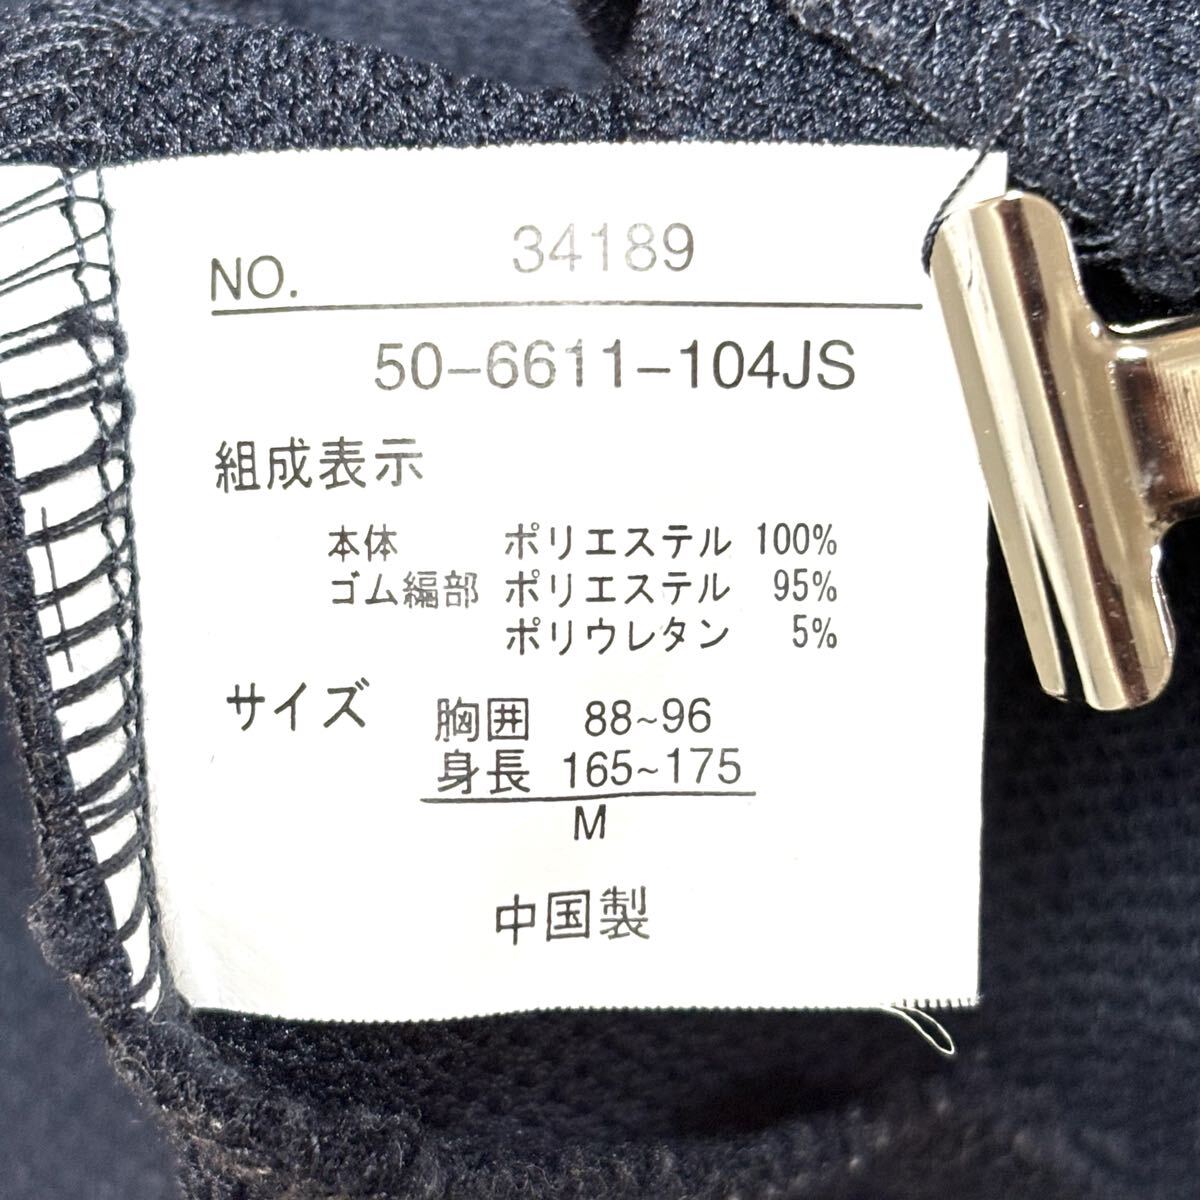 NO. 34189
50-6611-104JS
組成表示
本体 ポリエステル 100%
ゴム編部 ポリエステル 95%
ポリウレタン 5%
サイズ 胸囲 88~96
身長 165~175
M
中国製